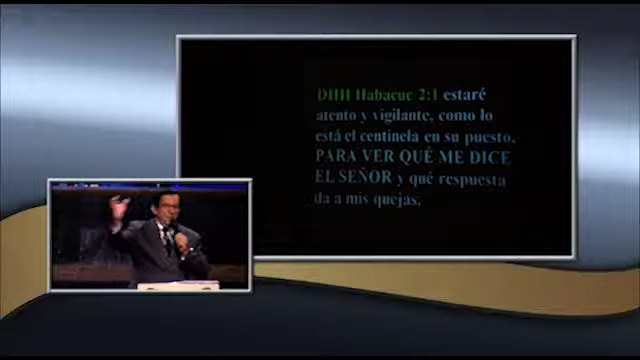 DHH Habacuc 2:1 estaré
atento y vigilante, como lo
está el centinela en su puesto,
PARA VER QUÉ ME DICE
EL SEÑOR y qué respuesta
da a mis quejas.